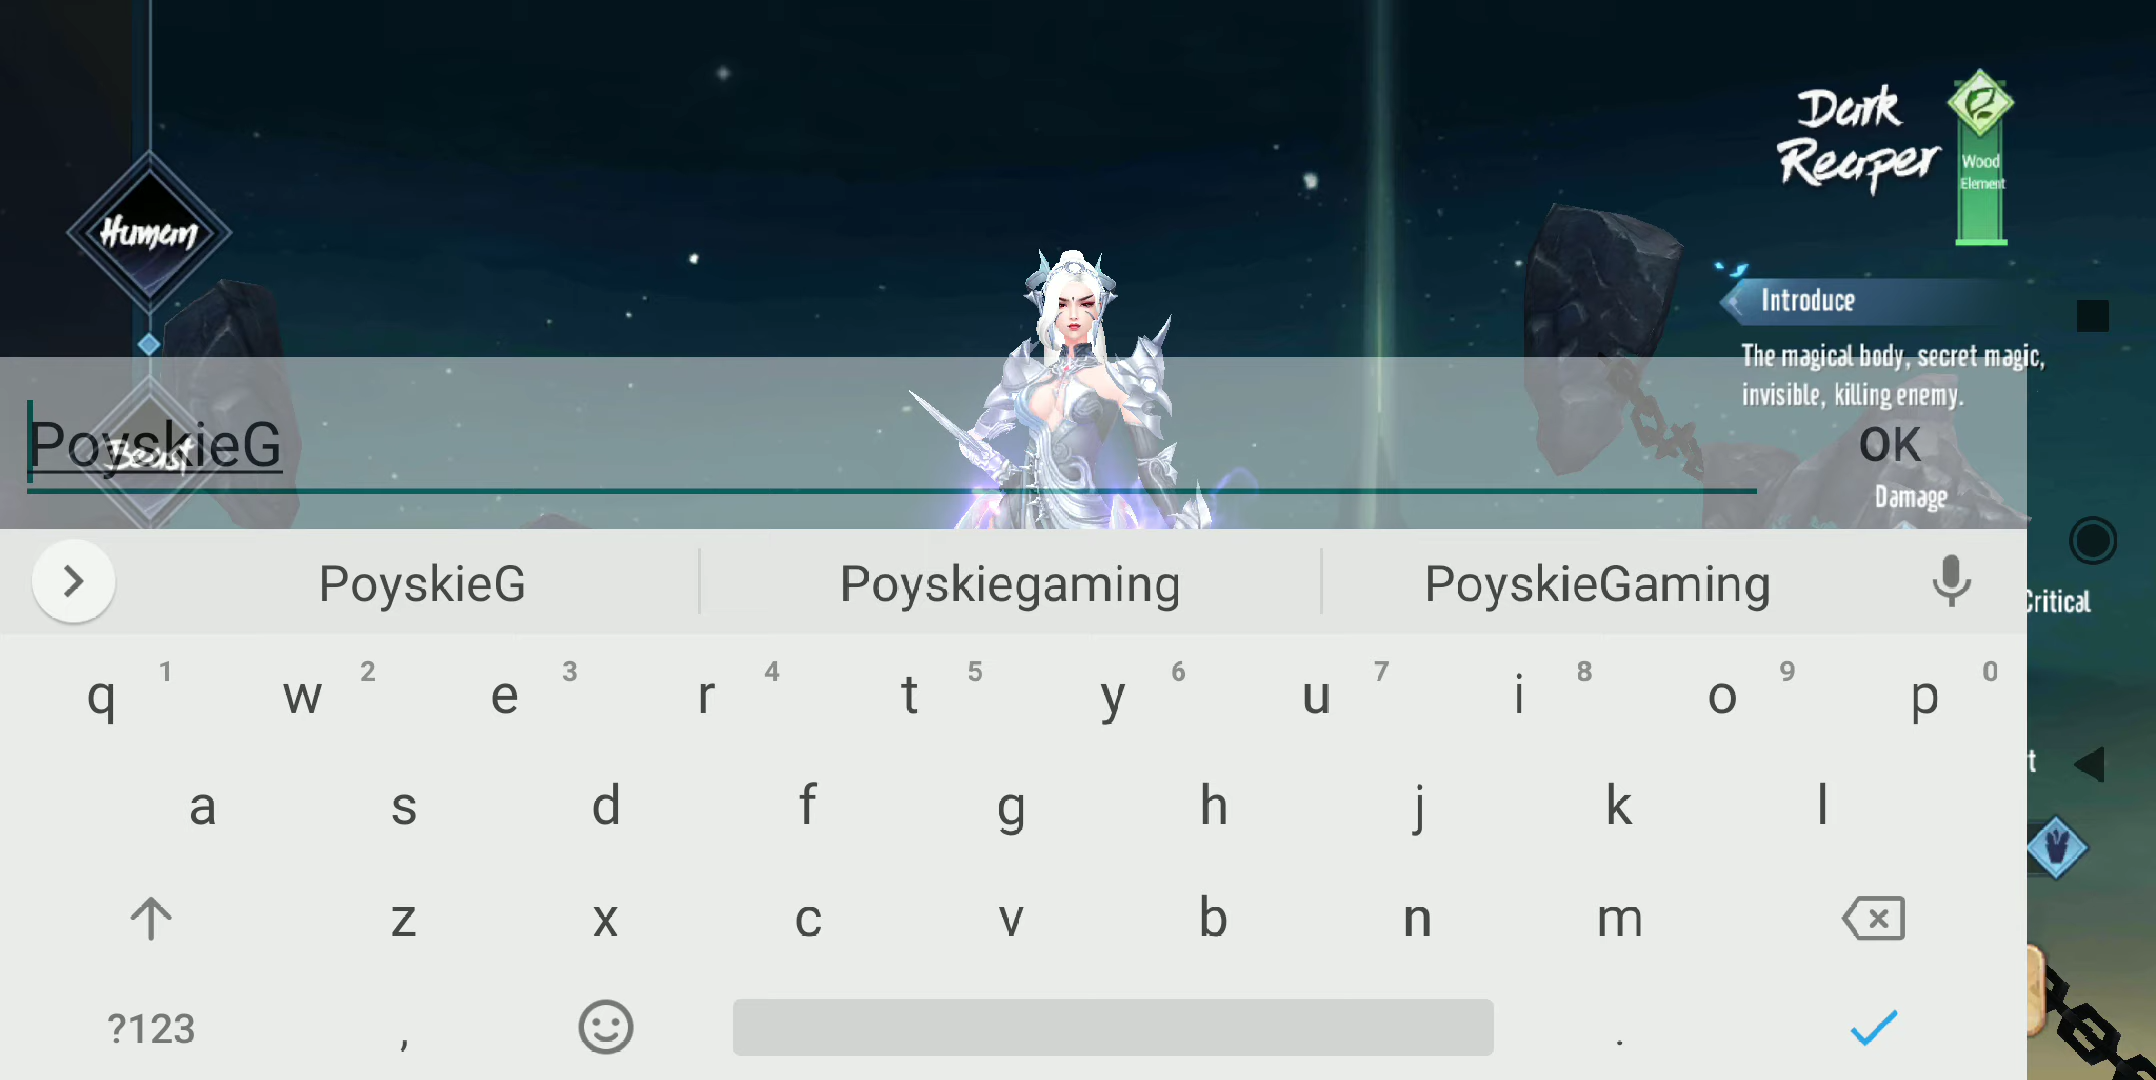 Dark
Reaper
Wood
Element
Human
Introduce
The magical body, secret magic,
invisible, killing enemy.
PoyskieG
Beast
OK
Damage
PoyskieG
Poyskiegaming
PoyskieGaming
Critical
1 2 3 4 5 6 7 8 9 0
q w e r t y u i o p
t
a s d f g h j k l
z x c v b n m
?123 , .